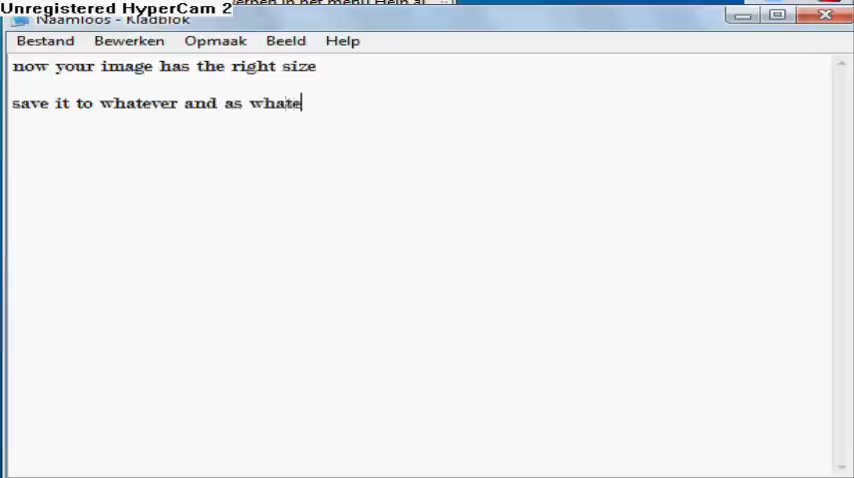 Unregistered HyperCam 2
Naamloos - Kladblok
Bestand Bewerken Opmaak Beeld Help
now your image has the right size
save it to whatever and as whate